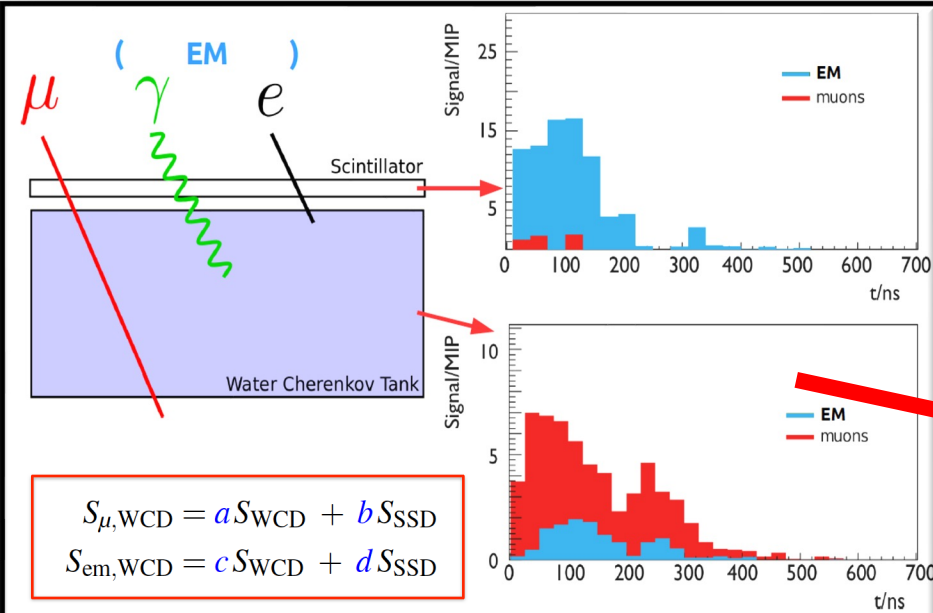 ( EM )
μ γ e
Scintillator
Water Cherenkov Tank
S_μ,WCD = a S_WCD + b S_SSD
S_em,WCD = c S_WCD + d S_SSD
Signal/MIP
25
15
5
EM
muons
0 100 200 300 400 500 600 700
t/ns
Signal/MIP
10
5
0
EM
muons
0 100 200 300 400 500 600 700
t/ns